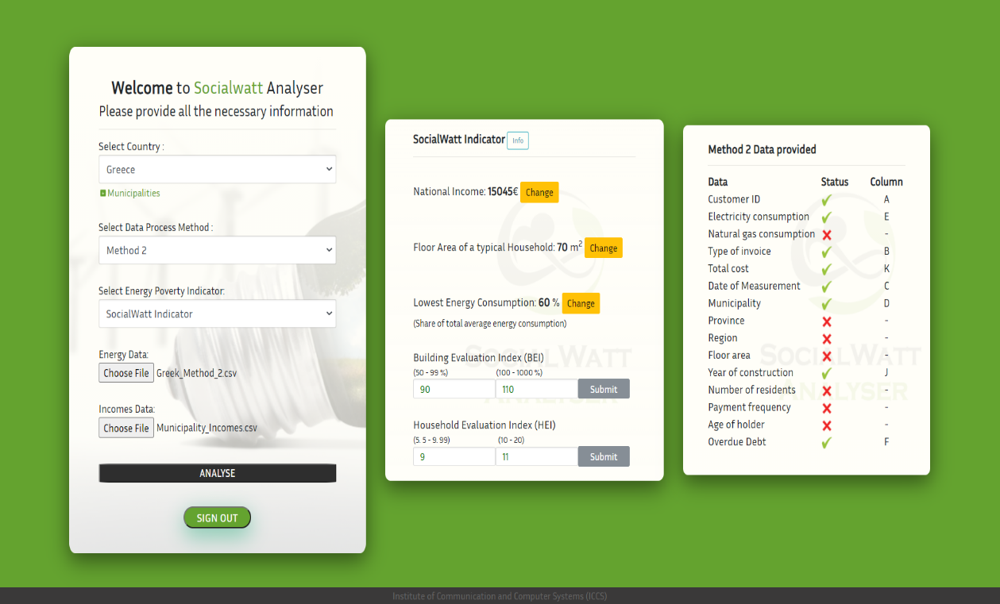 Welcome to Socialwatt Analyser
Please provide all the necessary information
Select Country :
Greece
Municipalities
Select Data Process Method :
Method 2
Select Energy Poverty Indicator:
SocialWatt Indicator
Energy Data:
Choose File Greek_Method_2.csv
Incomes Data:
Choose File Municipality_Incomes.csv
ANALYSE
SIGN OUT
SocialWatt Indicator Info
National Income: 15045€ Change
Floor Area of a typical Household: 70 m² Change
Lowest Energy Consumption: 60 % Change
(Share of total average energy consumption)
SOCIALWATT
ANALYSER
Building Evaluation Index (BEI)
(50 - 99 %) (100 - 1000 %)
90 110 Submit
Household Evaluation Index (HEI)
(5. 5 - 9. 99) (10 - 20)
9 11 Submit
Method 2 Data provided
Data Status Column
Customer ID A
Electricity consumption E
Natural gas consumption -
Type of invoice B
Total cost K
Date of Measurement C
Municipality D
Province -
Region -
Floor area -
Year of construction J
Number of residents -
Payment frequency -
Age of holder -
Overdue Debt F
SOCIALWATT
ANALYSER
Institute of Communication and Computer Systems (ICCS)